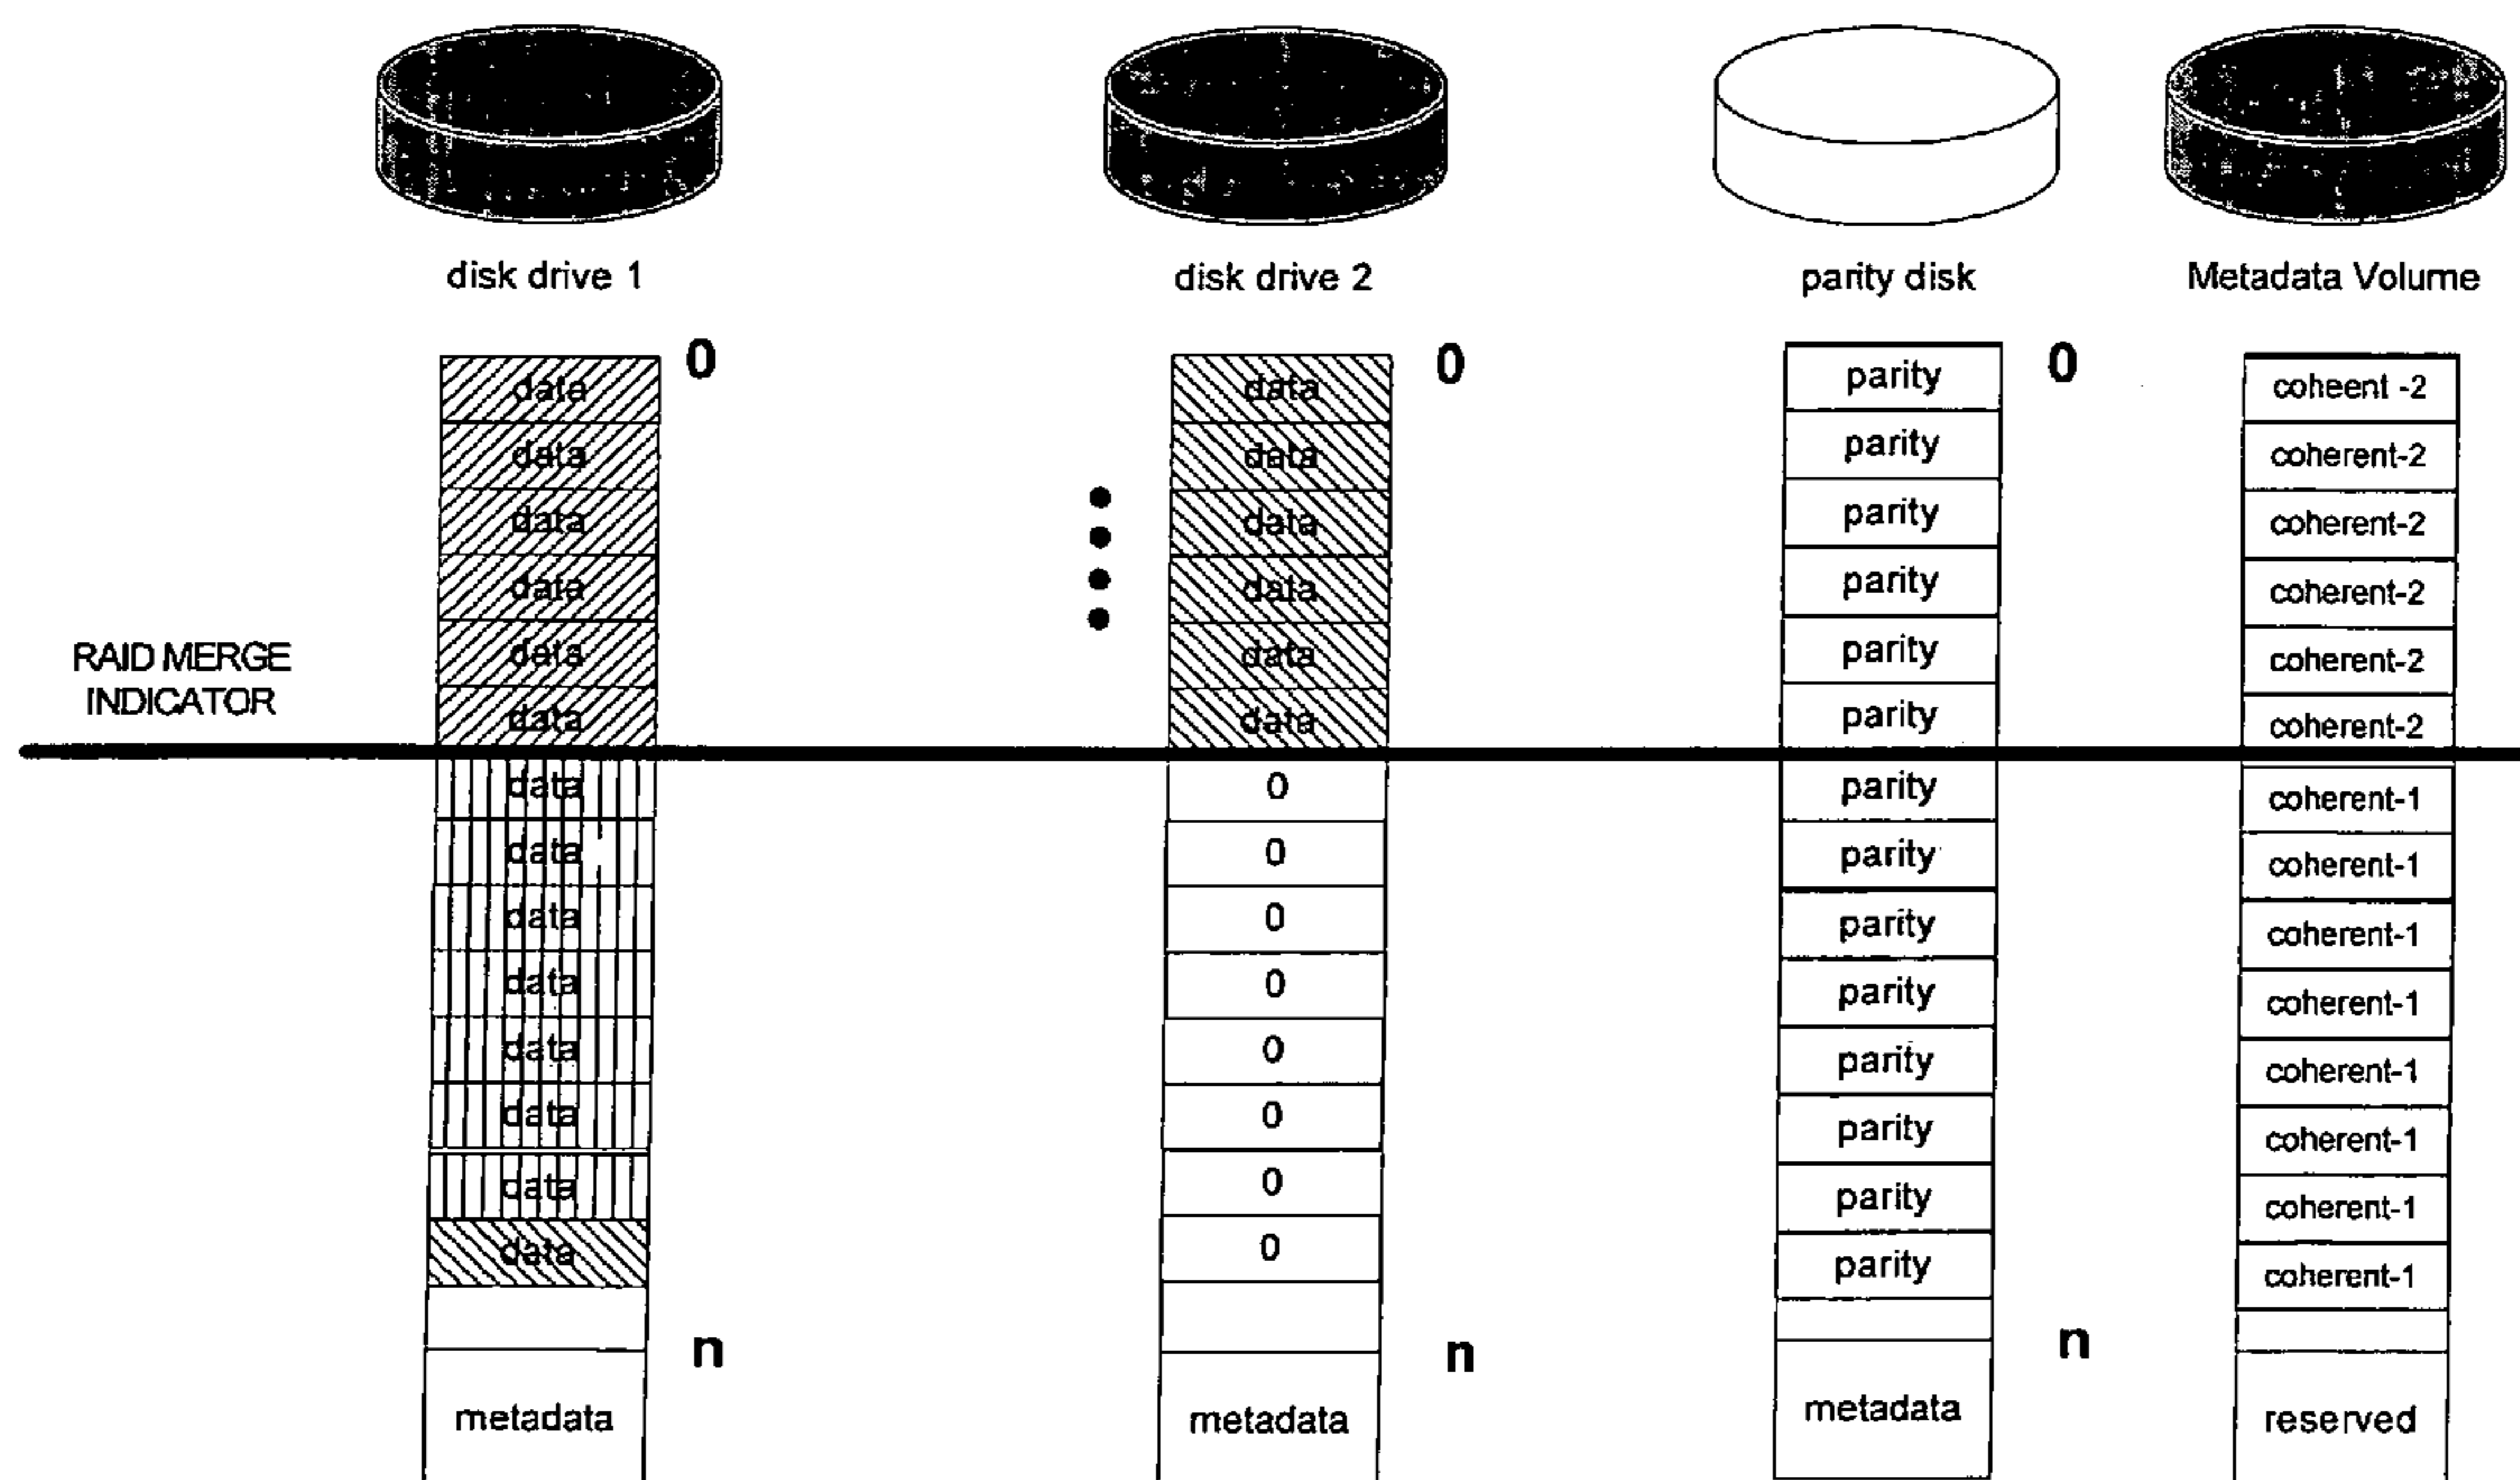 disk drive 1
0
data
data
data
data
data
data
RAID MERGE
INDICATOR
data
data
data
data
data
data
data
data
n
metadata
disk drive 2
0
data
data
data
data
data
data
0
0
0
0
0
0
0
0
n
metadata
parity disk
0
parity
parity
parity
parity
parity
parity
parity
parity
parity
parity
parity
parity
parity
parity
n
metadata
Metadada Volume
coheent -2
coherent-2
coherent-2
coherent-2
coherent-2
coherent-2
coherent-1
coherent-1
coherent-1
coherent-1
coherent-1
coherent-1
coherent-1
coherent-1
reserved